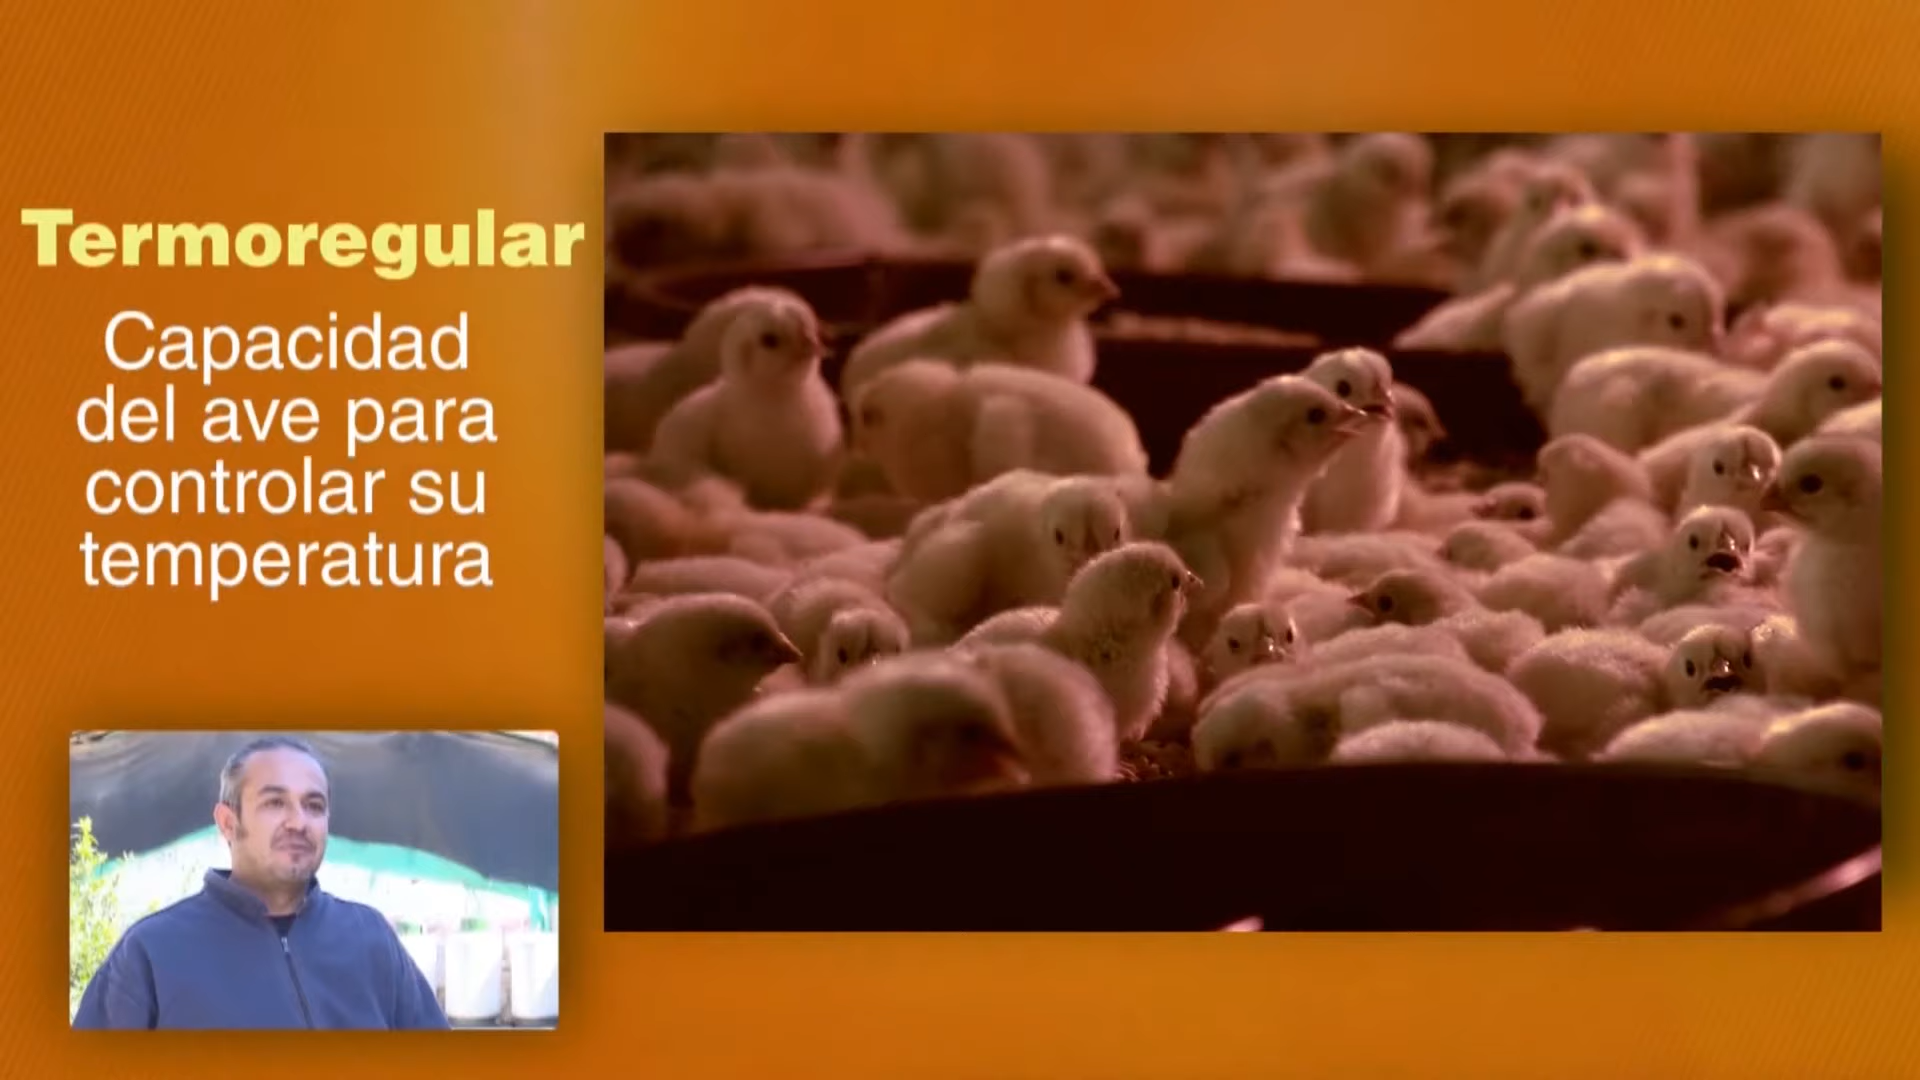 Termoregular
Capacidad
del ave para
controlar su
temperatura